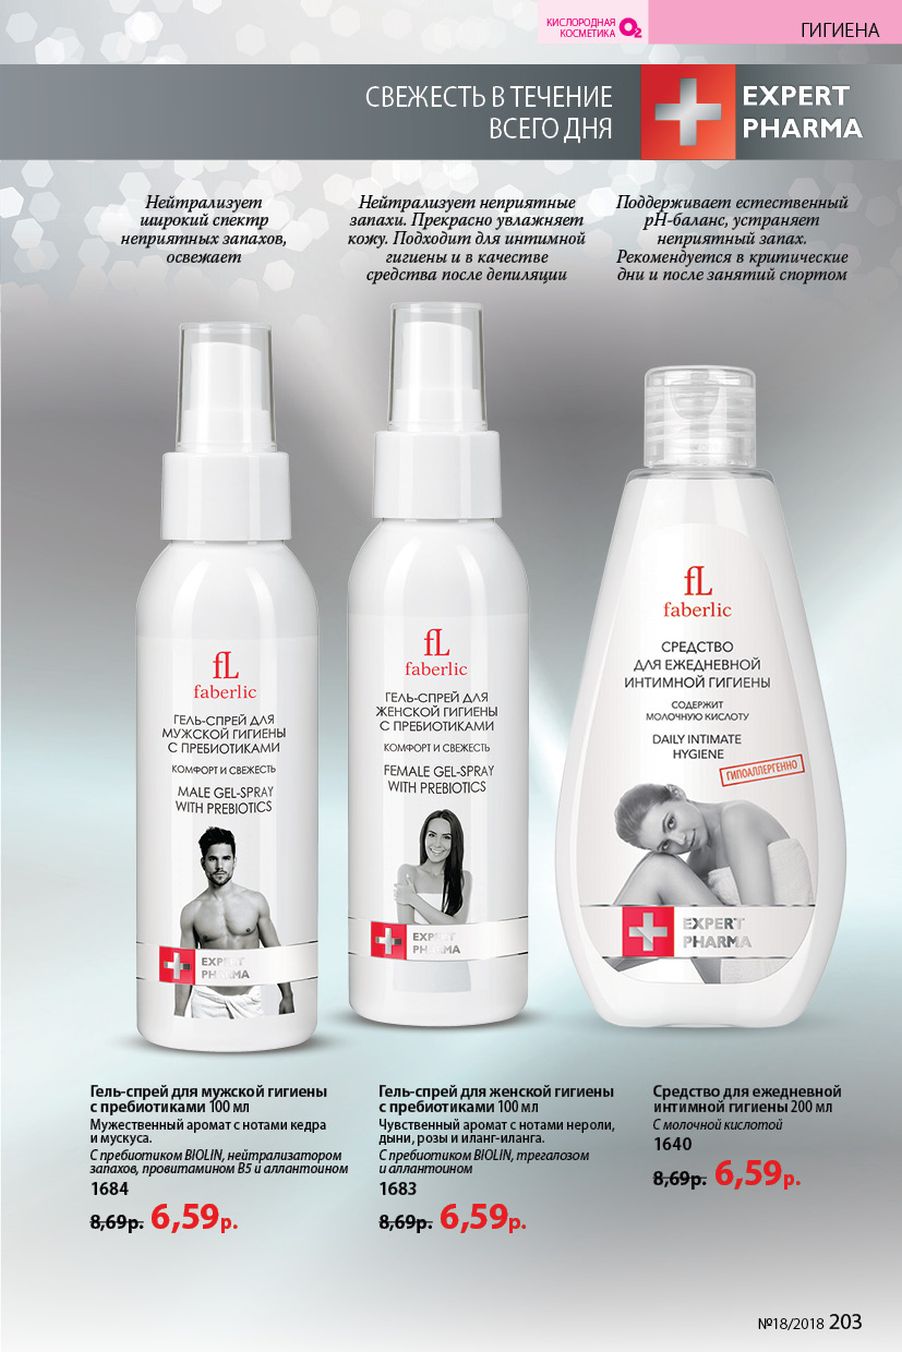 КИСЛОРОДНАЯ
КОСМЕТИКА O2
ГИГИЕНА
СВЕЖЕСТЬ В ТЕЧЕНИЕ
ВСЕГО ДНЯ
EXPERT
PHARMA
Нейтрализует
широкий спектр
неприятных запахов,
освежает
Нейтрализует неприятные
запахи. Прекрасно увлажняет
кожу. Подходит для интимной
гигиены и в качестве
средства после депиляции
Поддерживает естественный
рН-баланс, устраняет
неприятный запах.
Рекомендуется в критические
дни и после занятий спортом
fL
faberlic
ГЕЛЬ-СПРЕЙ ДЛЯ
МУЖСКОЙ ГИГИЕНЫ
С ПРЕБИОТИКАМИ
КОМФОРТ И СВЕЖЕСТЬ
MALE GEL-SPRAY
WITH PREBIOTICS
EXPERT
PHARMA
fL
faberlic
ГЕЛЬ-СПРЕЙ ДЛЯ
ЖЕНСКОЙ ГИГИЕНЫ
С ПРЕБИОТИКАМИ
КОМФОРТ И СВЕЖЕСТЬ
FEMALE GEL-SPRAY
WITH PREBIOTICS
EXPERT
PHARMA
fL
faberlic
СРЕДСТВО
ДЛЯ ЕЖЕДНЕВНОЙ
ИНТИМНОЙ ГИГИЕНЫ
СОДЕРЖИТ
МОЛОЧНУЮ КИСЛОТУ
DAILY INTIMATE
HYGIENE
ГИПОАЛЛЕРГЕННО
EXPERT
PHARMA
Гель-спрей для мужской гигиены
с пребиотиками 100 мл
Мужественный аромат с нотами кедра
и мускуса.
С пребиотиком BIOLIN, нейтрализатором
запахов, провитамином В5 и аллантоином
1684
8,69р. 6,59р.
Гель-спрей для женской гигиены
с пребиотиками 100 мл
Чувственный аромат с нотами нероли,
дыни, розы и иланг-иланга.
С пребиотиком BIOLIN, трегалозом
и аллантоином
1683
8,69р. 6,59р.
Средство для ежедневной
интимной гигиены 200 мл
С молочной кислотой
1640
8,69р. 6,59р.
№18/2018 203